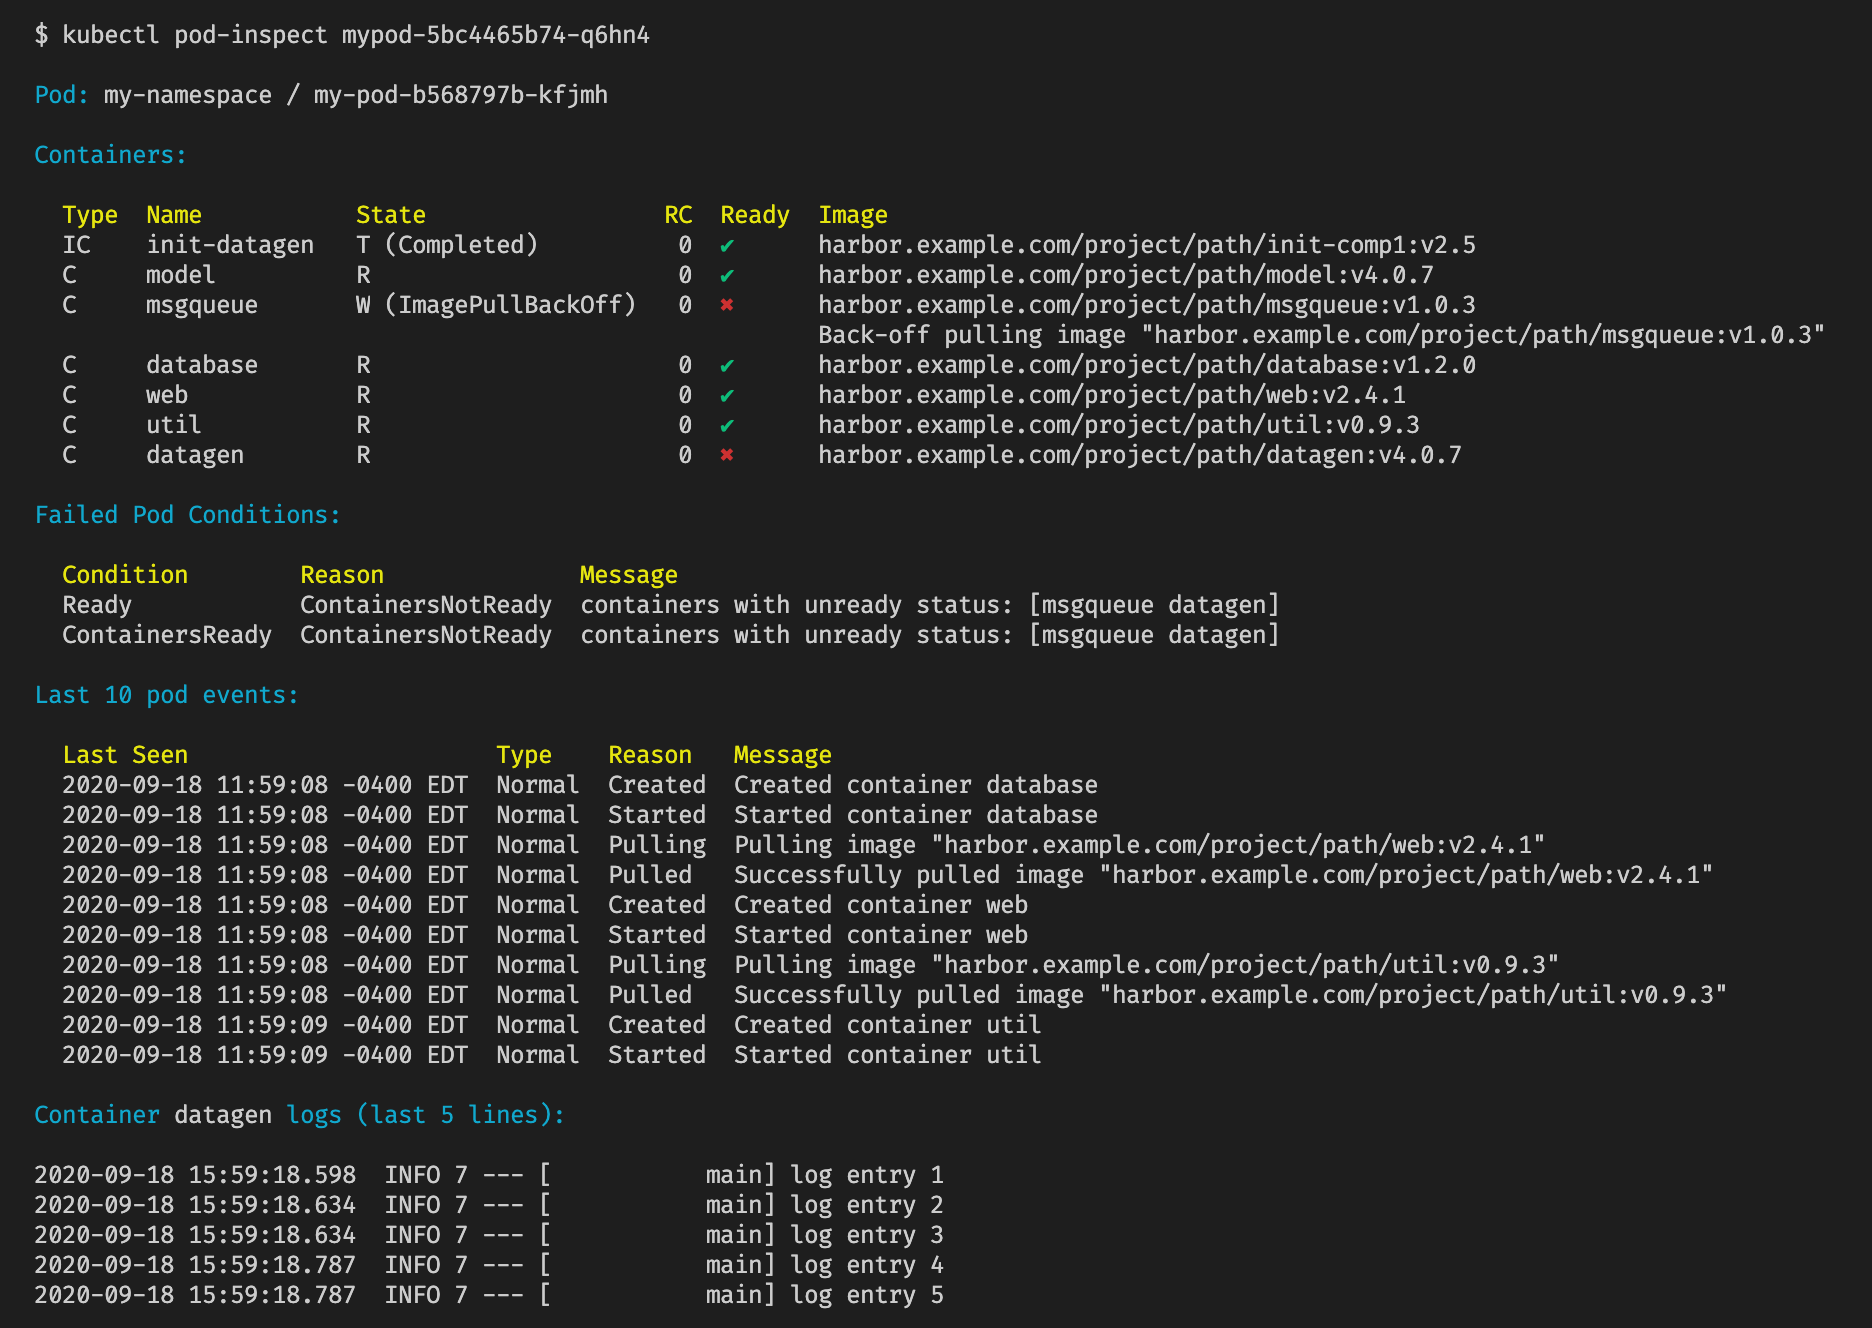 $ kubectl pod-inspect mypod-5bc4465b74-q6hn4
Pod: my-namespace / my-pod-b568797b-kfjmh
Containers:
Type  Name           State                 RC  Ready  Image
IC    init-datagen   T (Completed)          0  ✔      harbor.example.com/project/path/init-comp1:v2.5
C     model          R                      0  ✔      harbor.example.com/project/path/model:v4.0.7
C     msgqueue       W (ImagePullBackOff)   0  ✖      harbor.example.com/project/path/msgqueue:v1.0.3
Back-off pulling image "harbor.example.com/project/path/msgqueue:v1.0.3"
C     database       R                      0  ✔      harbor.example.com/project/path/database:v1.2.0
C     web            R                      0  ✔      harbor.example.com/project/path/web:v2.4.1
C     util           R                      0  ✔      harbor.example.com/project/path/util:v0.9.3
C     datagen        R                      0  ✖      harbor.example.com/project/path/datagen:v4.0.7
Failed Pod Conditions:
Condition        Reason              Message
Ready            ContainersNotReady  containers with unready status: [msgqueue datagen]
ContainersReady  ContainersNotReady  containers with unready status: [msgqueue datagen]
Last 10 pod events:
Last Seen                      Type    Reason   Message
2020-09-18 11:59:08 -0400 EDT  Normal  Created  Created container database
2020-09-18 11:59:08 -0400 EDT  Normal  Started  Started container database
2020-09-18 11:59:08 -0400 EDT  Normal  Pulling  Pulling image "harbor.example.com/project/path/web:v2.4.1"
2020-09-18 11:59:08 -0400 EDT  Normal  Pulled   Successfully pulled image "harbor.example.com/project/path/web:v2.4.1"
2020-09-18 11:59:08 -0400 EDT  Normal  Created  Created container web
2020-09-18 11:59:08 -0400 EDT  Normal  Started  Started container web
2020-09-18 11:59:08 -0400 EDT  Normal  Pulling  Pulling image "harbor.example.com/project/path/util:v0.9.3"
2020-09-18 11:59:08 -0400 EDT  Normal  Pulled   Successfully pulled image "harbor.example.com/project/path/util:v0.9.3"
2020-09-18 11:59:09 -0400 EDT  Normal  Created  Created container util
2020-09-18 11:59:09 -0400 EDT  Normal  Started  Started container util
Container datagen logs (last 5 lines):
2020-09-18 15:59:18.598  INFO 7 --- [           main] log entry 1
2020-09-18 15:59:18.634  INFO 7 --- [           main] log entry 2
2020-09-18 15:59:18.634  INFO 7 --- [           main] log entry 3
2020-09-18 15:59:18.787  INFO 7 --- [           main] log entry 4
2020-09-18 15:59:18.787  INFO 7 --- [           main] log entry 5